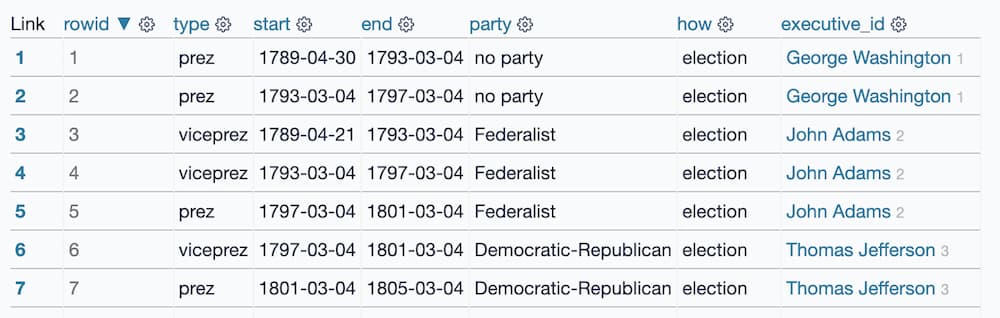 Link rowid ▼ type start end party how executive_id
1 1 prez 1789-04-30 1793-03-04 no party election George Washington 1
2 2 prez 1793-03-04 1797-03-04 no party election George Washington 1
3 3 viceprez 1789-04-21 1793-03-04 Federalist election John Adams 2
4 4 viceprez 1793-03-04 1797-03-04 Federalist election John Adams 2
5 5 prez 1797-03-04 1801-03-04 Federalist election John Adams 2
6 6 viceprez 1797-03-04 1801-03-04 Democratic-Republican election Thomas Jefferson 3
7 7 prez 1801-03-04 1805-03-04 Democratic-Republican election Thomas Jefferson 3